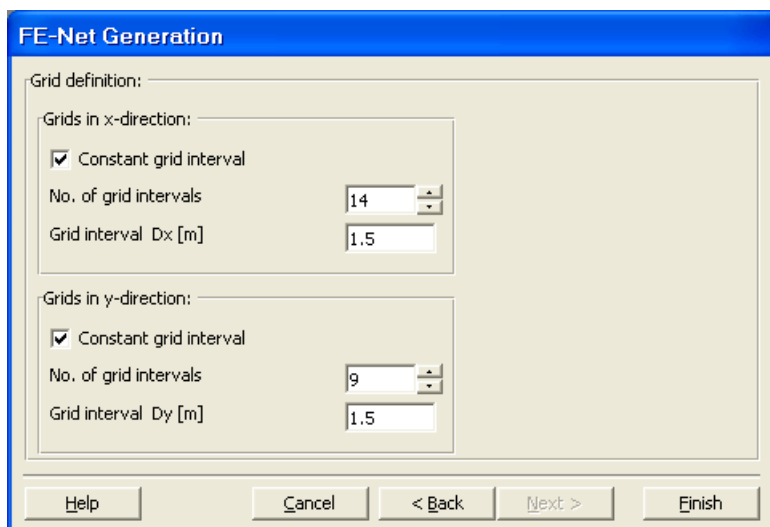 FE-Net Generation
Grid definition:
Grids in x-direction:
Constant grid interval
No. of grid intervals 14
Grid interval Dx [m] 1.5
Grids in y-direction:
Constant grid interval
No. of grid intervals 9
Grid interval Dy [m] 1.5
Help Cancel < Back Next > Finish